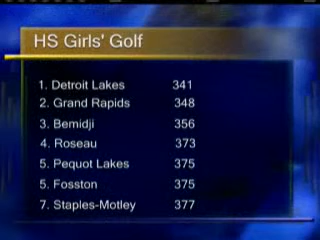 HS Girls' Golf
1. Detroit Lakes 341
2. Grand Rapids 348
3. Bemidji 356
4. Roseau 373
5. Pequot Lakes 375
5. Fosston 375
7. Staples-Motley 377